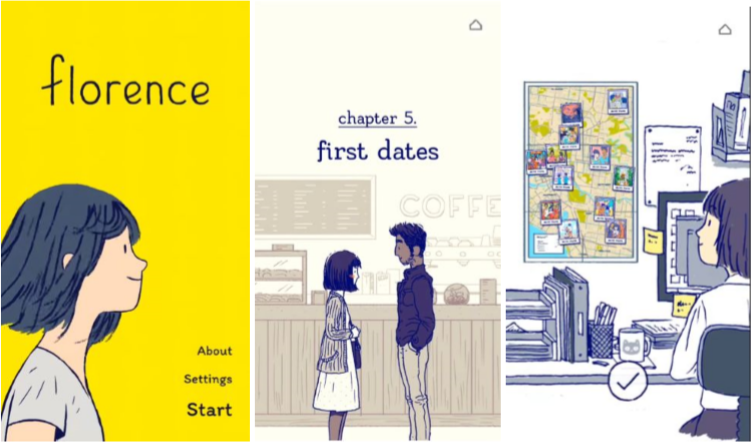 florence
About
Settings
Start
chapter 5.
first dates
COFFE